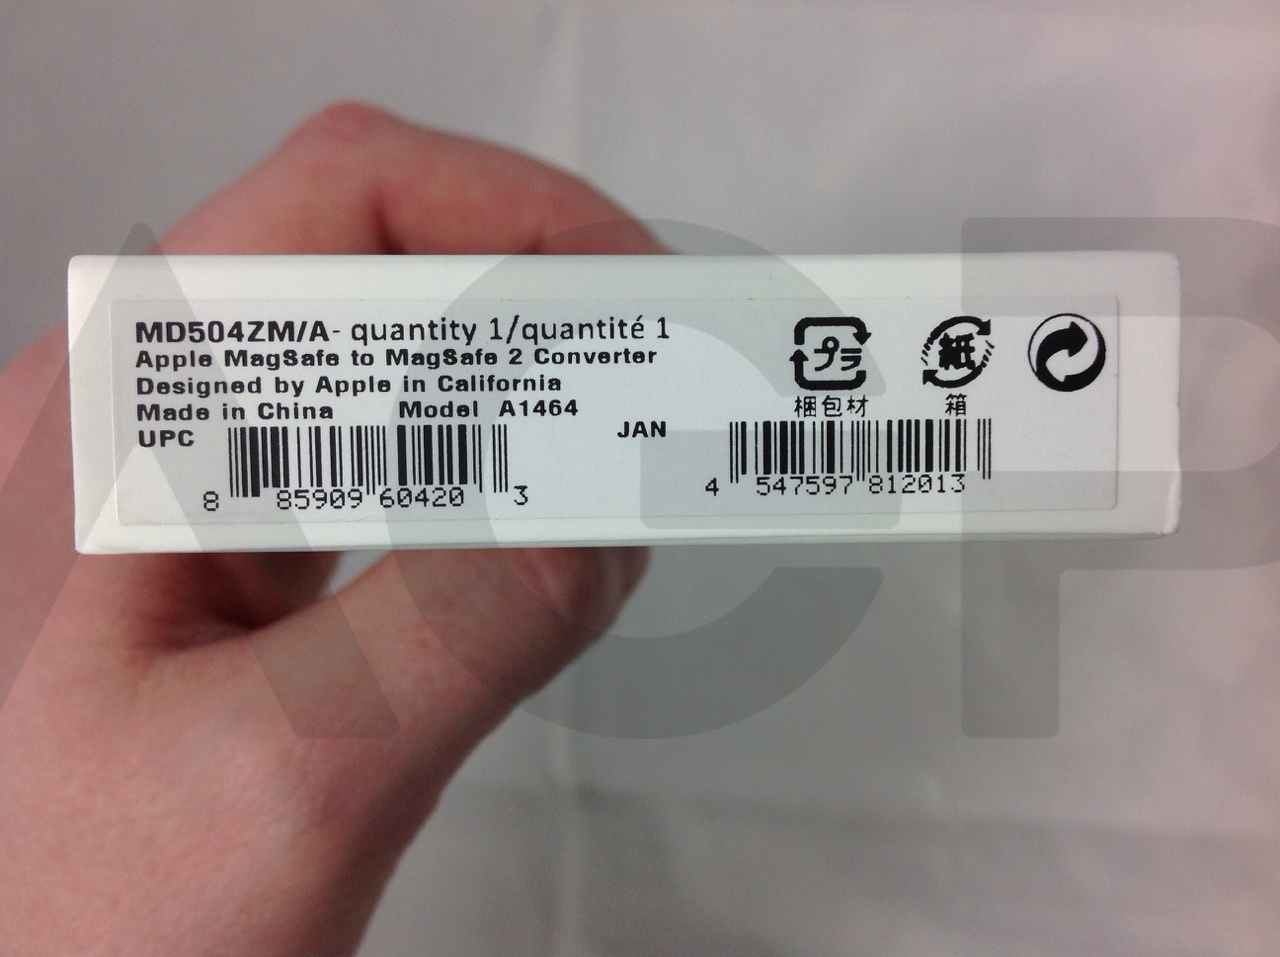 MD504ZM/A- quantity 1/quantité 1
Apple MagSafe to MagSafe 2 Converter
Designed by Apple in California
Made in China Model A1464
UPC
8 85909 60420 3
JAN
4 547597 812013
プラ
梱包材
紙
箱
ACP